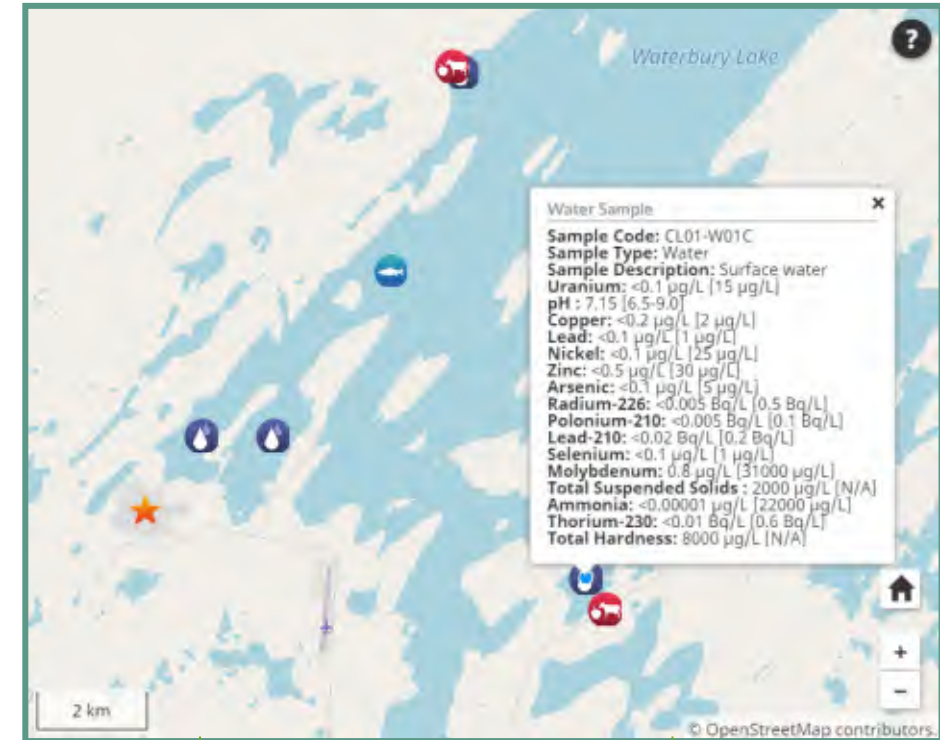 Waterbury Lake
?
Water Sample
×
Sample Code: CL01-W01C
Sample Type: Water
Sample Description: Surface water
Uranium: <0.1 µg/L [15 µg/L]
pH : 7.15 [6.5-9.0]
Copper: <0.2 µg/L [2 µg/L]
Lead: <0.1 µg/L [1 µg/L]
Nickel: <0.1 µg/L [25 µg/L]
Zinc: <0.5 µg/L [30 µg/L]
Arsenic: <0.1 µg/L [5 µg/L]
Radium-226: <0.005 Bq/L [0.5 Bq/L]
Polonium-210: <0.005 Bq/L [0.1 Bq/L]
Lead-210: <0.02 Bq/L [0.2 Bq/L]
Selenium: <0.1 µg/L [1 µg/L]
Molybdenum: 0.8 µg/L [31000 µg/L]
Total Suspended Solids : 2000 µg/L [N/A]
Ammonia: <0.00001 µg/L [22000 µg/L]
Thorium-230: <0.01 Bq/L [0.6 Bq/L]
Total Hardness: 8000 µg/L [N/A]
+
−
2 km
© OpenStreetMap contributors.